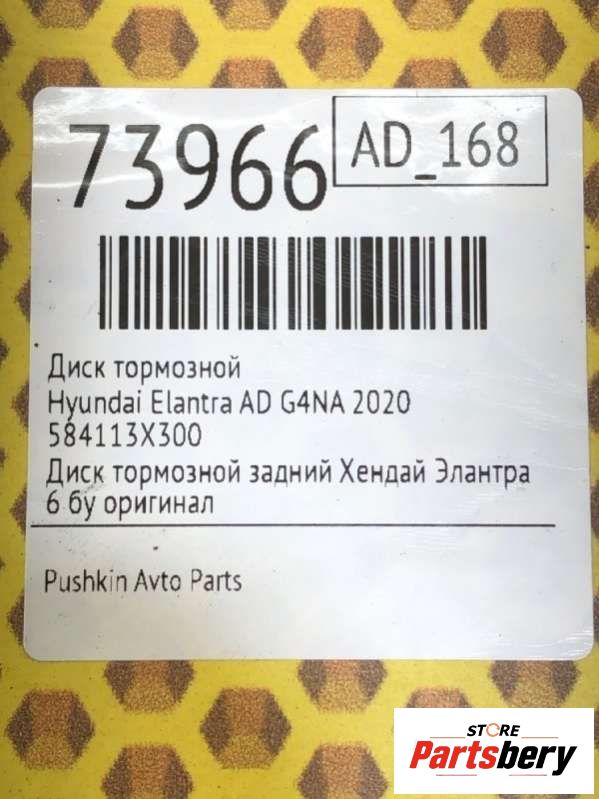 73966
AD_168
Диск тормозной
Hyundai Elantra AD G4NA 2020
584113X300
Диск тормозной задний Хендай Элантра
6 бу оригинал
Pushkin Avto Parts
STORE
Partsbery